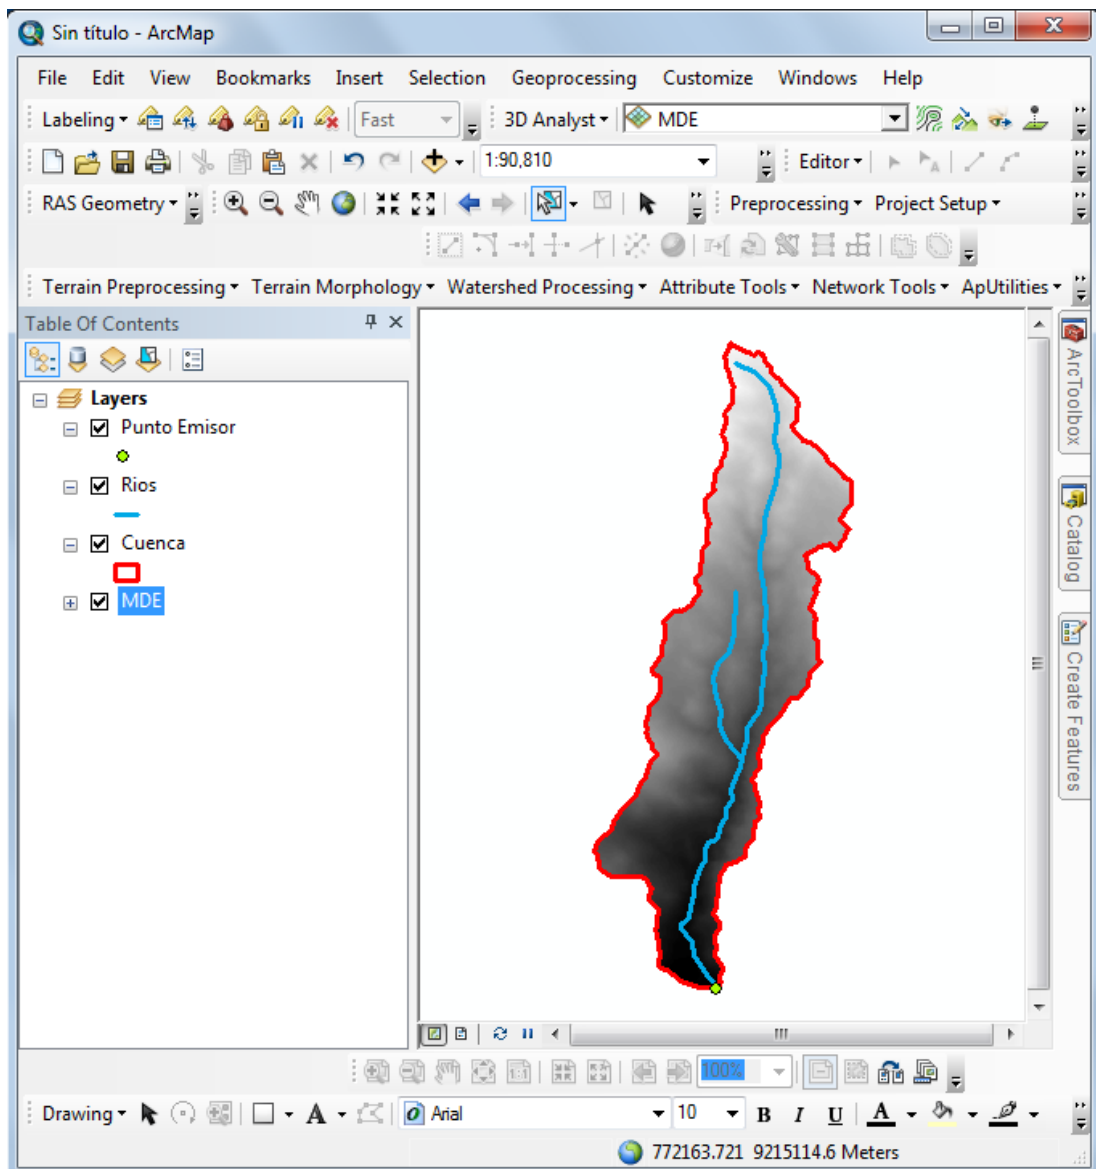 Sin título - ArcMap
File Edit View Bookmarks Insert Selection Geoprocessing Customize Windows Help
Labeling Fast 3D Analyst MDE
1:90,810 Editor
RAS Geometry Preprocessing Project Setup
1:1
Terrain Preprocessing Terrain Morphology Watershed Processing Attribute Tools Network Tools ApUtilities
Table Of Contents
Layers
Punto Emisor
Rios
Cuenca
MDE
ArcToolbox
Catalog
Create Features
100%
Drawing A Arial 10 B I U A
772163.721 9215114.6 Meters